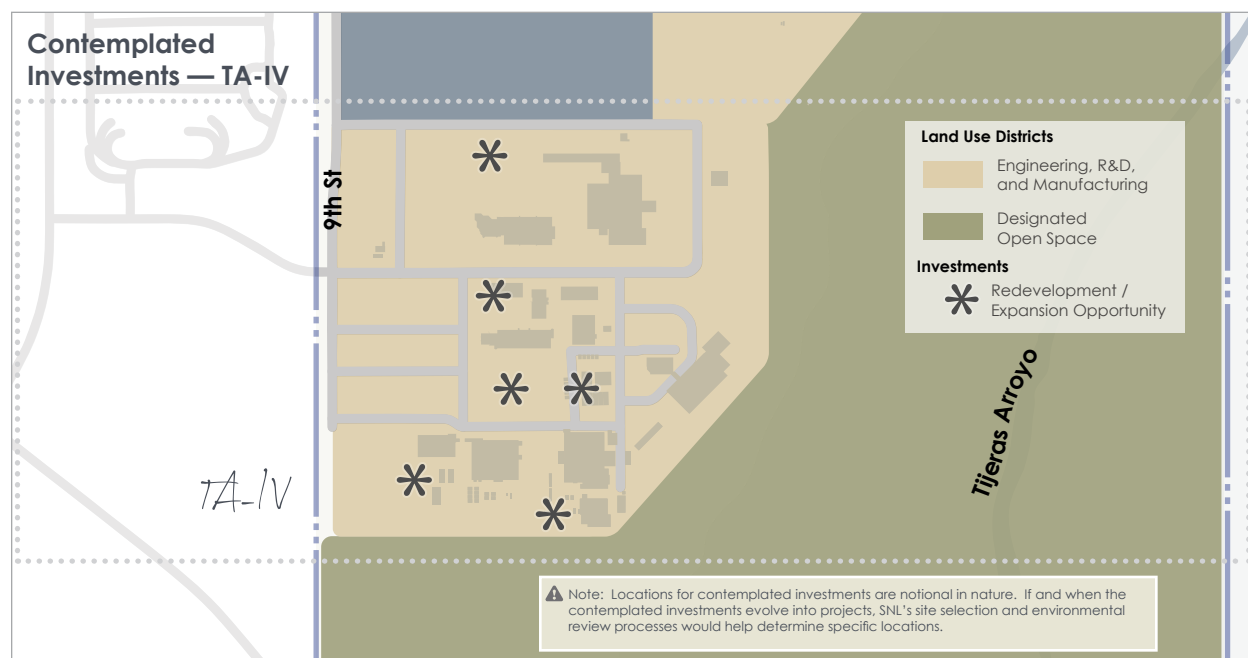 Contemplated
Investments — TA-IV
9th St
Land Use Districts
Engineering, R&D,
and Manufacturing
Designated
Open Space
Investments
Redevelopment /
Expansion Opportunity
Tijeras Arroyo
TA-IV
Note: Locations for contemplated investments are notional in nature. If and when the
contemplated investments evolve into projects, SNL's site selection and environmental
review processes would help determine specific locations.